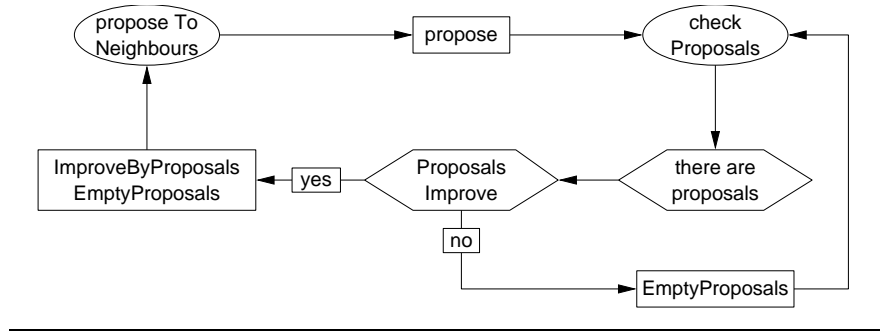 propose To
Neighbours
propose
check
Proposals
ImproveByProposals
EmptyProposals
yes
Proposals
Improve
there are
proposals
no
EmptyProposals